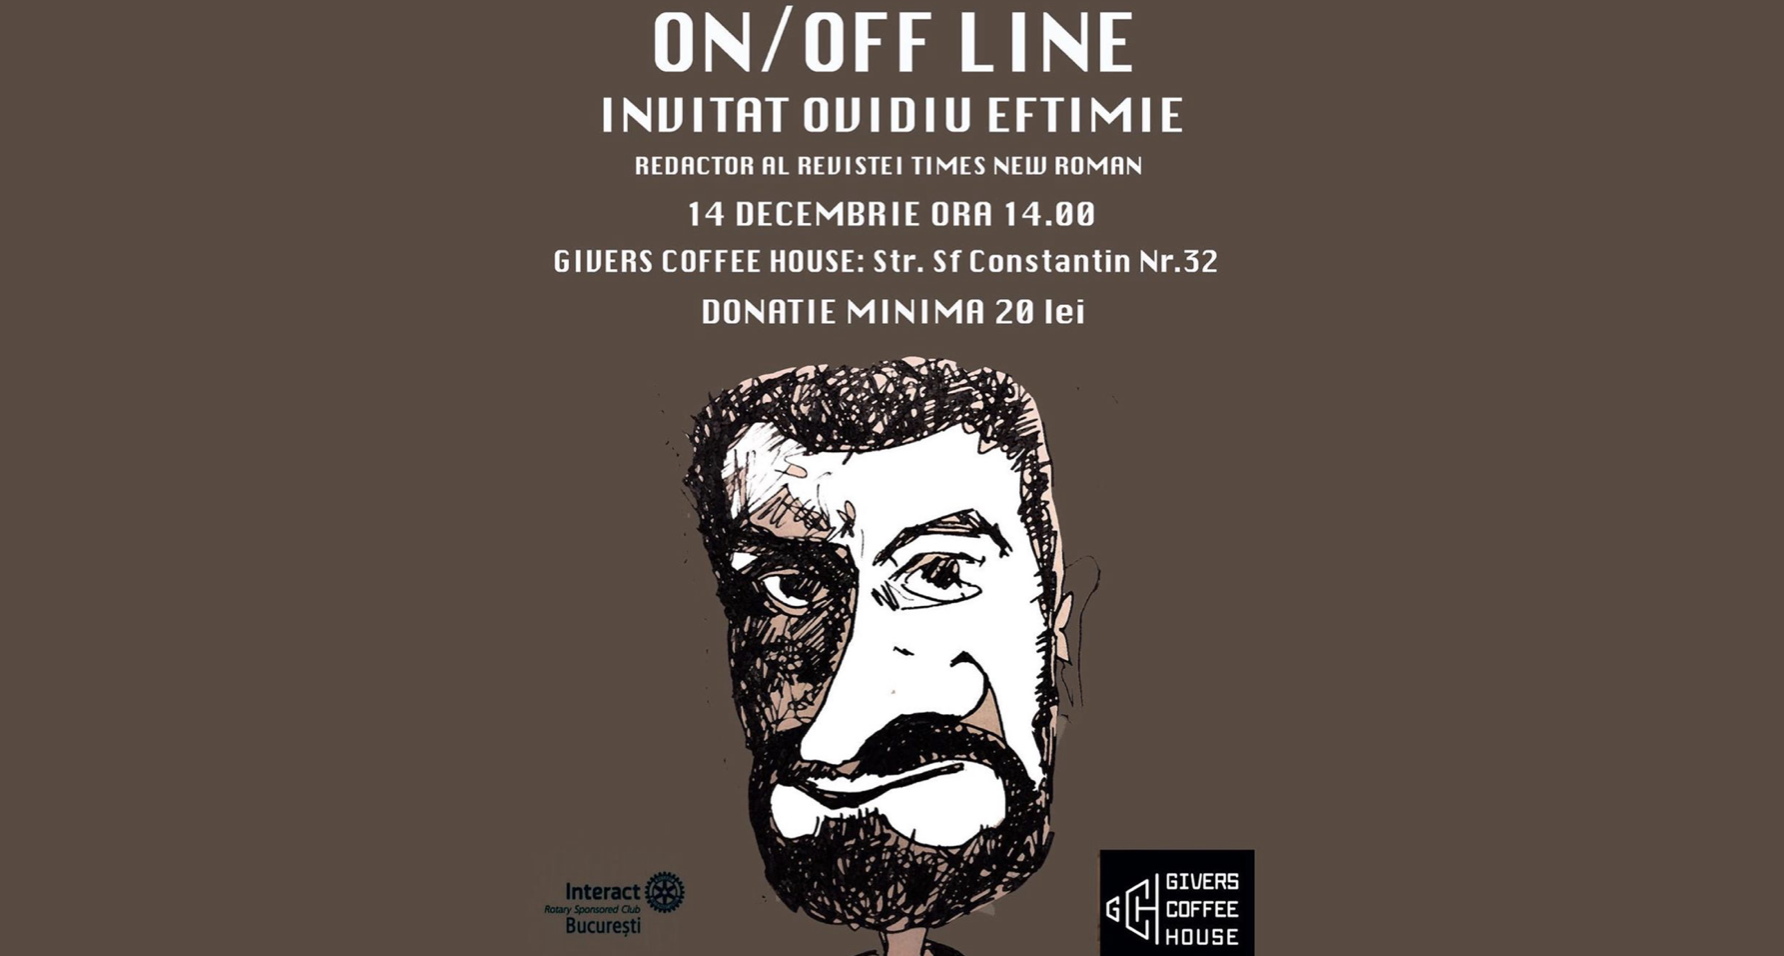 ON/OFF LINE
INVITAT OVIDIU EFTIMIE
REDACTOR AL REVISTEI TIMES NEW ROMAN
14 DECEMBRIE ORA 14.00
GIVERS COFFEE HOUSE: Str. Sf Constantin Nr.32
DONATIE MINIMA 20 lei
Interact
Rotary Sponsored Club
București
GCH
GIVERS
COFFEE
HOUSE